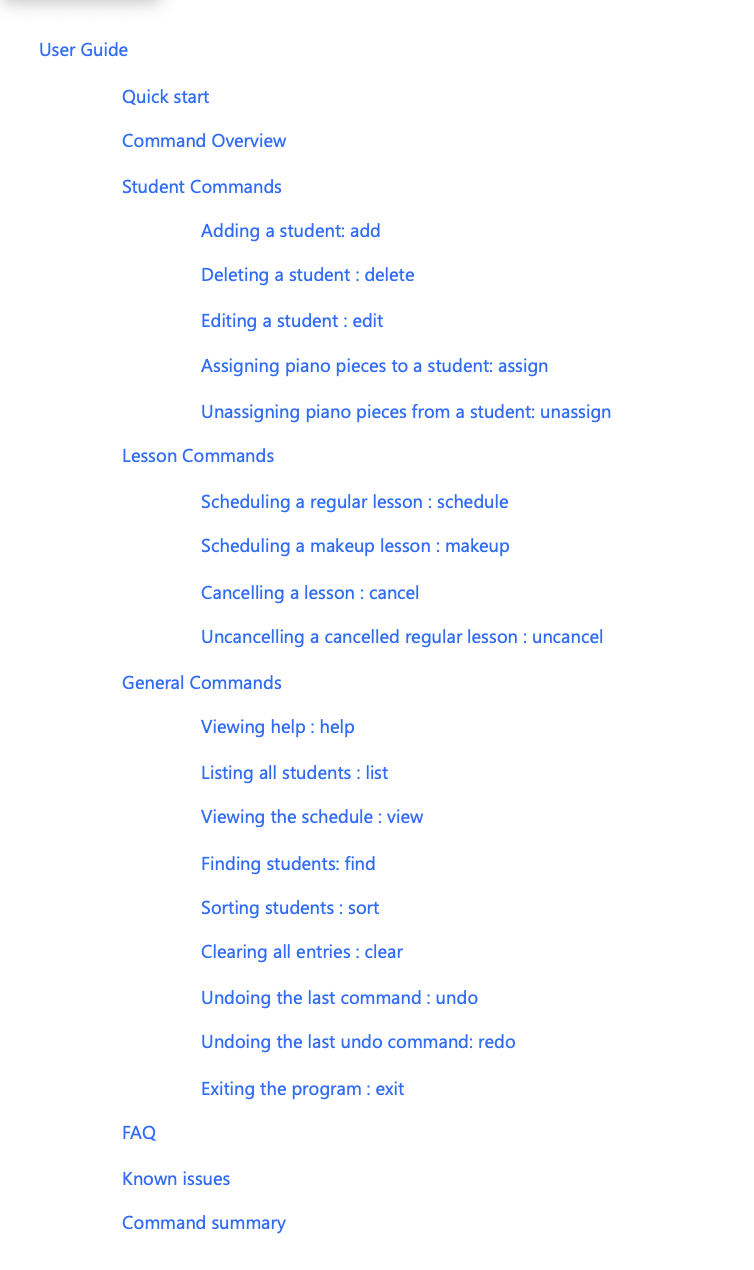 User Guide
Quick start
Command Overview
Student Commands
Adding a student: add
Deleting a student : delete
Editing a student : edit
Assigning piano pieces to a student: assign
Unassigning piano pieces from a student: unassign
Lesson Commands
Scheduling a regular lesson : schedule
Scheduling a makeup lesson : makeup
Cancelling a lesson : cancel
Uncancelling a cancelled regular lesson : uncancel
General Commands
Viewing help : help
Listing all students : list
Viewing the schedule : view
Finding students: find
Sorting students : sort
Clearing all entries : clear
Undoing the last command : undo
Undoing the last undo command: redo
Exiting the program : exit
FAQ
Known issues
Command summary